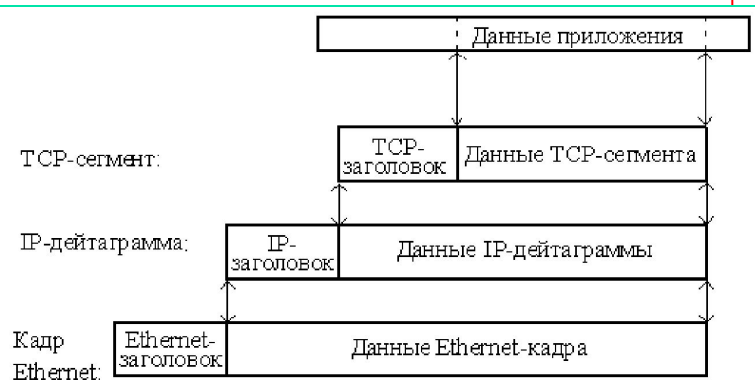 Данные приложения
TCP-сегмент:
TCP-
заголовок
Данные TCP-сегмента
IP-дейтаграмма:
IP-
заголовок
Данные IP-дейтаграммы
Кадр
Ethernet:
Ethernet-
заголовок
Данные Ethernet-кадра